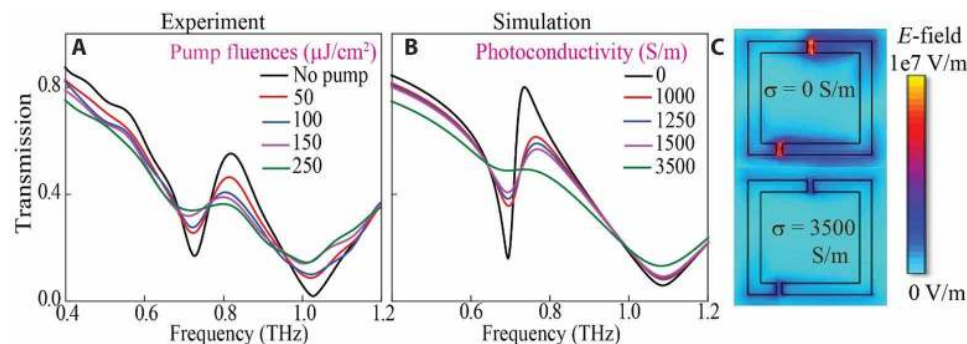 Experiment
Simulation
A
Pump fluences (μJ/cm²)
No pump
50
100
150
250
Transmission
0.8
0.4
0.0
0.4
0.6
0.8
1.0
1.2
Frequency (THz)
B
Photoconductivity (S/m)
0
1000
1250
1500
3500
0.4
0.6
0.8
1.0
1.2
Frequency (THz)
C
σ = 0 S/m
σ = 3500
S/m
E-field
1e7 V/m
0 V/m